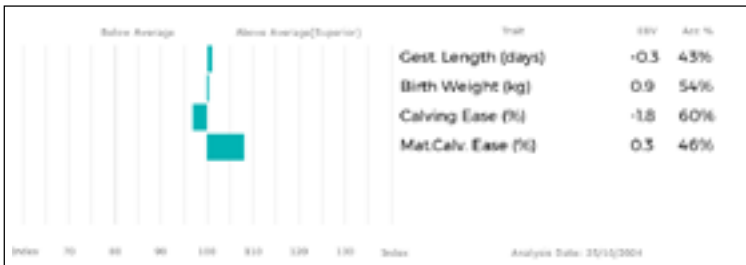 Below Average Above Average(Superior) Trait EBV Acc %
Gest. Length (days) -0.3 43%
Birth Weight (kg) 0.9 54%
Calving Ease (%) -1.8 60%
Mat.Calv. Ease (%) 0.3 46%
Index 70 80 90 100 110 120 130 Index Analysis Date: